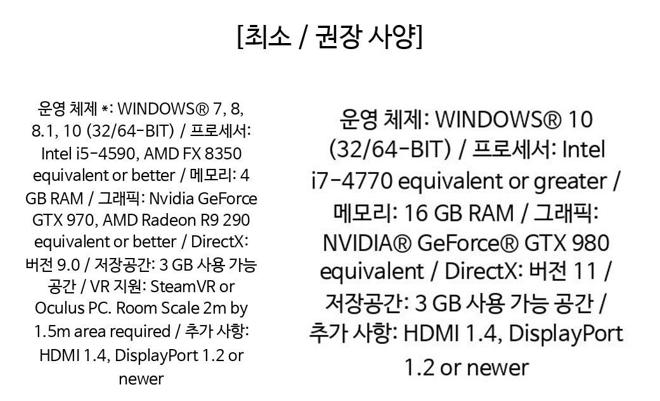 [최소 / 권장 사양]
운영 체제 *: WINDOWS® 7, 8,
8.1, 10 (32/64-BIT) / 프로세서:
Intel i5-4590, AMD FX 8350
equivalent or better / 메모리: 4
GB RAM / 그래픽: Nvidia GeForce
GTX 970, AMD Radeon R9 290
equivalent or better / DirectX:
버전 9.0 / 저장공간: 3 GB 사용 가능
공간 / VR 지원: SteamVR or
Oculus PC. Room Scale 2m by
1.5m area required / 추가 사항:
HDMI 1.4, DisplayPort 1.2 or
newer
운영 체제: WINDOWS® 10
(32/64-BIT) / 프로세서: Intel
i7-4770 equivalent or greater /
메모리: 16 GB RAM / 그래픽:
NVIDIA® GeForce® GTX 980
equivalent / DirectX: 버전 11 /
저장공간: 3 GB 사용 가능 공간 /
추가 사항: HDMI 1.4, DisplayPort
1.2 or newer